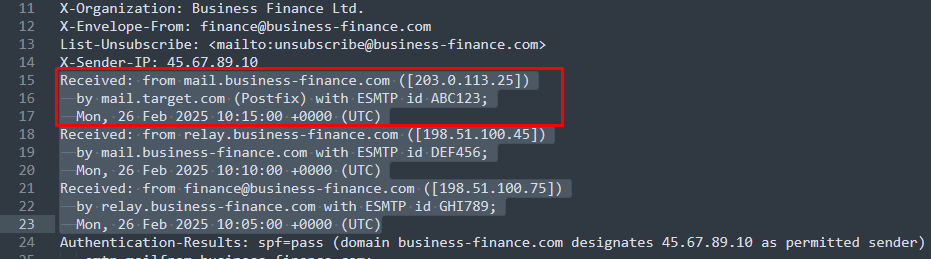 11 X-Organization: Business Finance Ltd.
12 X-Envelope-From: finance@business-finance.com
13 List-Unsubscribe: <mailto:unsubscribe@business-finance.com>
14 X-Sender-IP: 45.67.89.10
15 Received: from mail.business-finance.com ([203.0.113.25])
16 by mail.target.com (Postfix) with ESMTP id ABC123;
17 Mon, 26 Feb 2025 10:15:00 +0000 (UTC)
18 Received: from relay.business-finance.com ([198.51.100.45])
19 by mail.business-finance.com with ESMTP id DEF456;
20 Mon, 26 Feb 2025 10:10:00 +0000 (UTC)
21 Received: from finance@business-finance.com ([198.51.100.75])
22 by relay.business-finance.com with ESMTP id GHI789;
23 Mon, 26 Feb 2025 10:05:00 +0000 (UTC)
24 Authentication-Results: spf=pass (domain business-finance.com designates 45.67.89.10 as permitted sender)